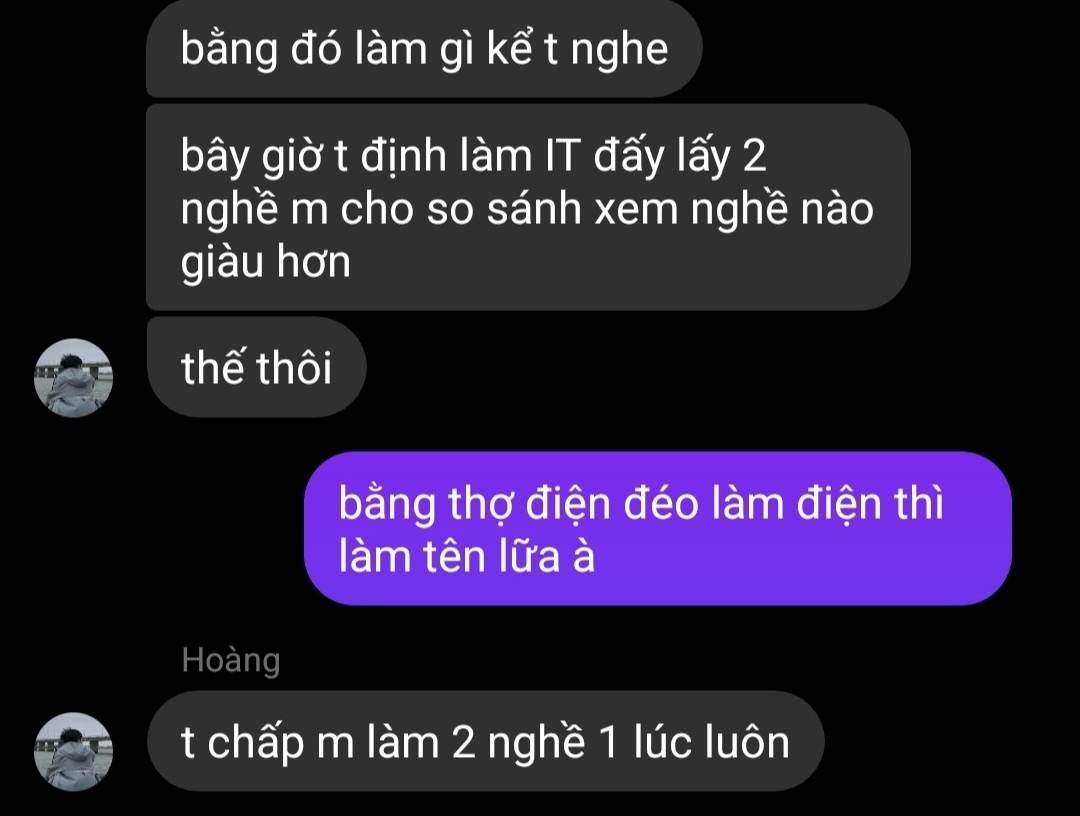 bằng đó làm gì kể t nghe
bây giờ t định làm IT đấy lấy 2
nghề m cho so sánh xem nghề nào
giàu hơn
thế thôi
bằng thợ điện đéo làm điện thì
làm tên lữa à
Hoàng
t chấp m làm 2 nghề 1 lúc luôn